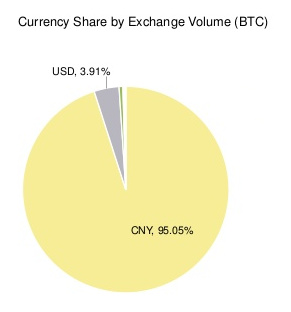 Currency Share by Exchange Volume (BTC)
USD, 3.91%
CNY, 95.05%